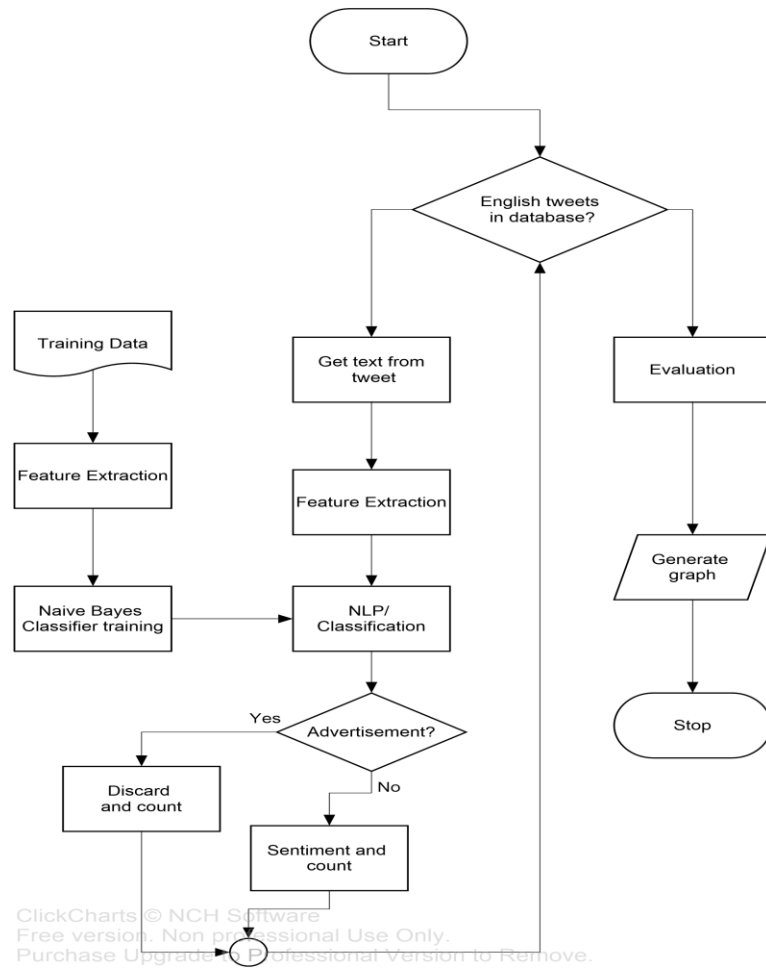 Start
English tweets
in database?
Training Data
Get text from
tweet
Evaluation
Feature Extraction
Feature Extraction
Generate
graph
Naive Bayes
Classifier training
NLP/
Classification
Yes
Advertisement?
Stop
No
Discard
and count
Sentiment and
count
ClickCharts © NCH Software
Free version. Non professional Use Only.
Purchase Upgrade to Professional Version to Remove.